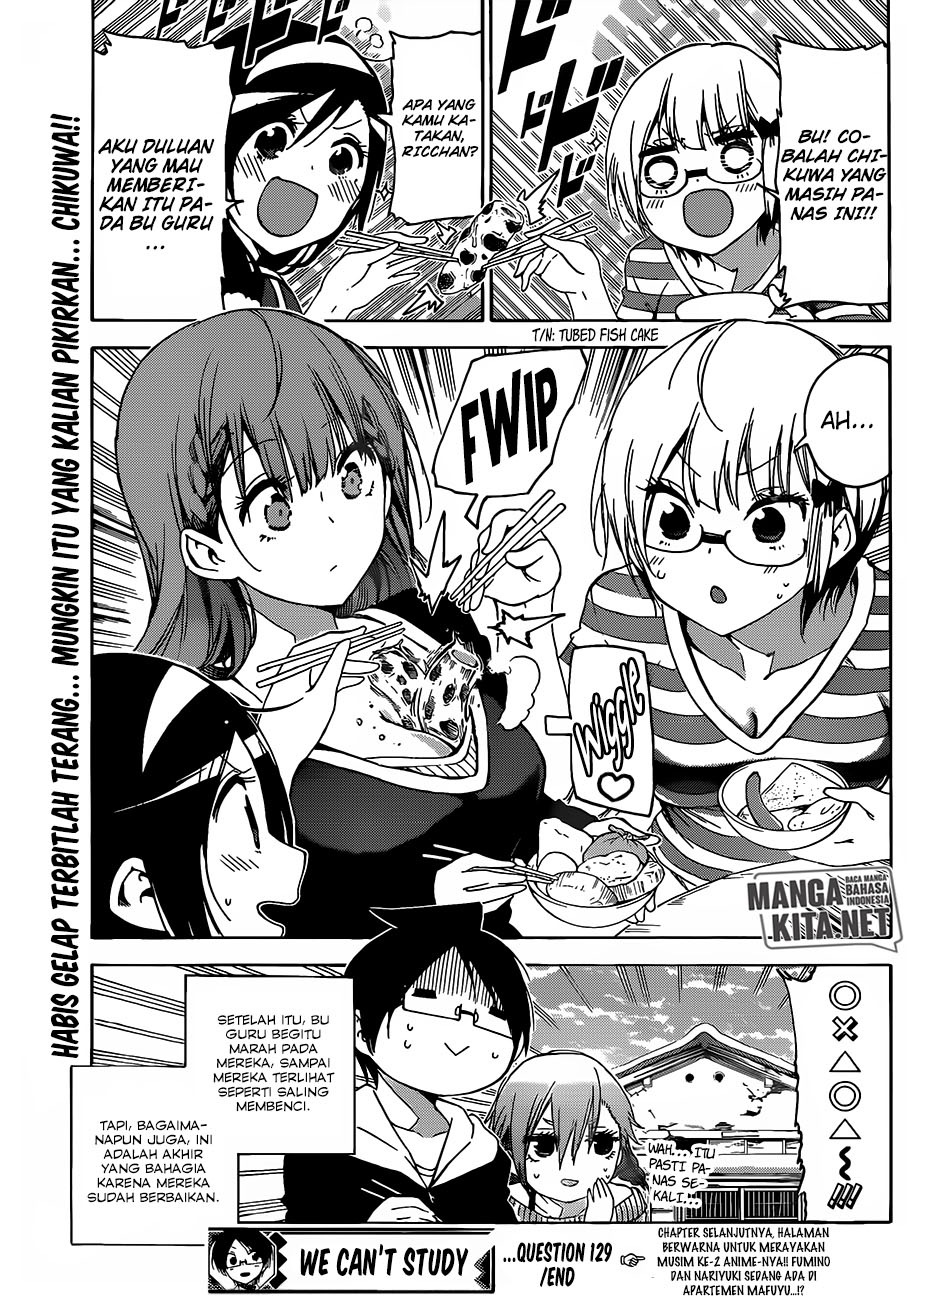 BU! CO-
BALAH CHI-
KUWA YANG
MASIH PA-
NAS INI!!
ドドドド
APA YANG
KAMU KA-
TAKAN,
RICCHAN?
AKU DULUAN
YANG MAU
MEMBERI-
KAN ITU PA-
DA BU GURU
...
T/N: TUBED FISH CAKE
HABIS GELAP TERBITLAH TERANG... MUNGKIN ITU YANG KALIAN PIKIRKAN... CHIKUWA!!
AH...
FWIP
WIGGLE
♡
MANGA
KITA.NET
BACA MANGA
BAHASA
INDONESIA
○
×
△
○
△
!!!
WAH... ITU
PASTI PA-
NAS SE-
KALI,...
SETELAH ITU, BU
GURU BEGITU
MARAH PADA
MEREKA, SAMPAI
MEREKA TERLIHAT
SEPERTI SALING
MEMBENCI.
TAPI, BAGAIMA-
NAPUN JUGA, INI
ADALAH AKHIR
YANG BAHAGIA
KARENA MEREKA
SUDAH BERBAIKAN.
WE CAN'T STUDY
...QUESTION 129
/END
☞
CHAPTER SELANJUTNYA, HALAMAN
BERWARNA UNTUK MERAYAKAN
MUSIM KE-2 ANIME-NYA!! FUMINO
DAN NARIYUKI SEDANG ADA DI
APARTEMEN MAFUYU...!?